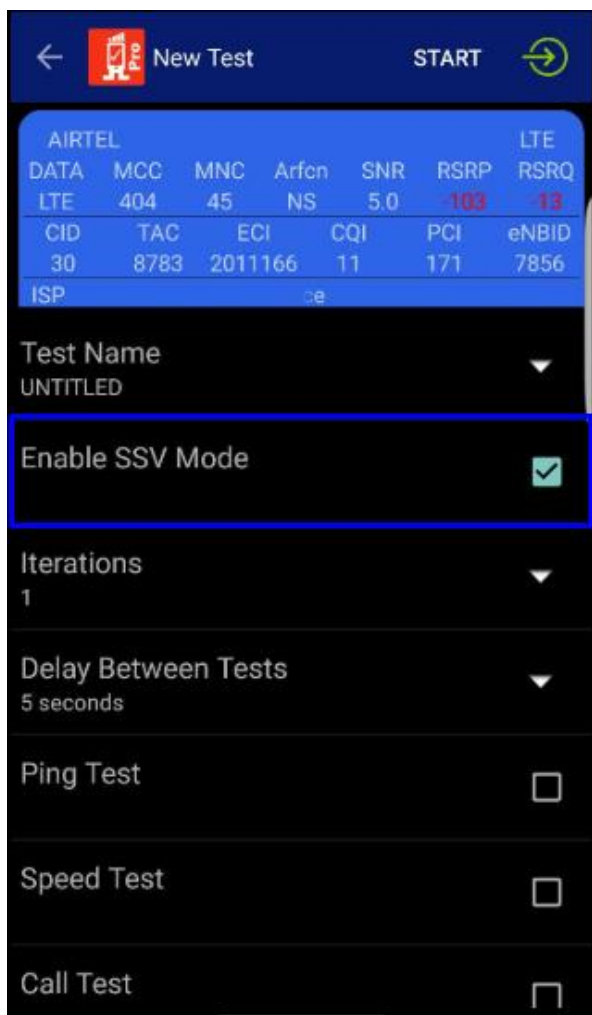 Pro New Test START
AIRTEL LTE
DATA MCC MNC Arfcn SNR RSRP RSRQ
LTE 404 45 NS 5.0 -103 -13
CID TAC ECI CQI PCI eNBID
30 8783 2011166 11 171 7856
ISP
Test Name
UNTITLED
Enable SSV Mode
Iterations
1
Delay Between Tests
5 seconds
Ping Test
Speed Test
Call Test